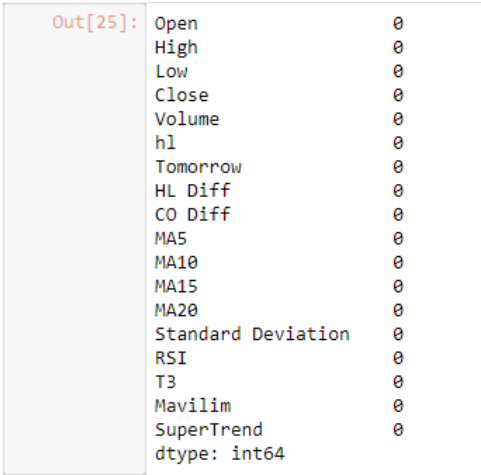 Out[25]: Open 0
High 0
Low 0
Close 0
Volume 0
hl 0
Tomorrow 0
HL Diff 0
CO Diff 0
MA5 0
MA10 0
MA15 0
MA20 0
Standard Deviation 0
RSI 0
T3 0
Mavilim 0
SuperTrend 0
dtype: int64